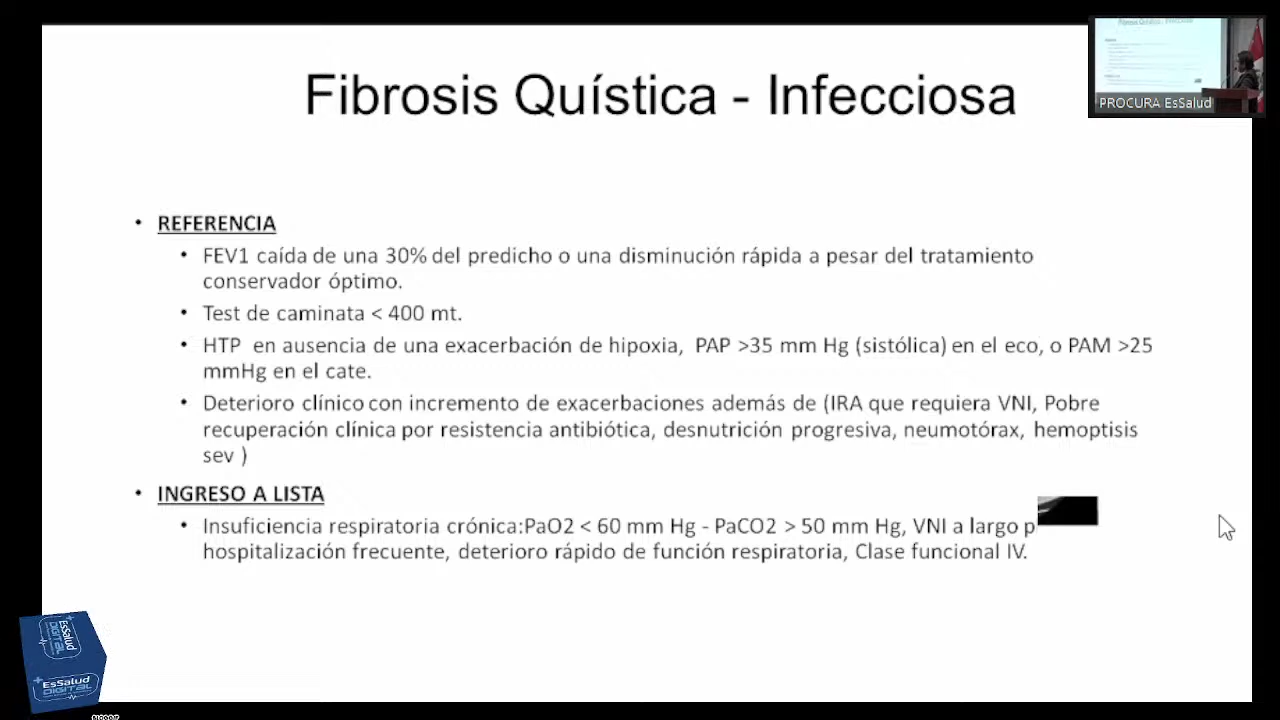 Fibrosis Quística - Infecciosa
PROCURA EsSalud
• REFERENCIA
• FEV1 caída de una 30% del predicho o una disminución rápida a pesar del tratamiento
conservador óptimo.
• Test de caminata < 400 mt.
• HTP en ausencia de una exacerbación de hipoxia, PAP >35 mm Hg (sistólica) en el eco, o PAM >25
mmHg en el cate.
• Deterioro clínico con incremento de exacerbaciones además de (IRA que requiera VNI, Pobre
recuperación clínica por resistencia antibiótica, desnutrición progresiva, neumotórax, hemoptisis
sev )
• INGRESO A LISTA
• Insuficiencia respiratoria crónica:PaO2 < 60 mm Hg - PaCO2 > 50 mm Hg, VNI a largo p
hospitalización frecuente, deterioro rápido de función respiratoria, Clase funcional IV.
EsSalud
DIGITAL
EsSalud
DIGITAL